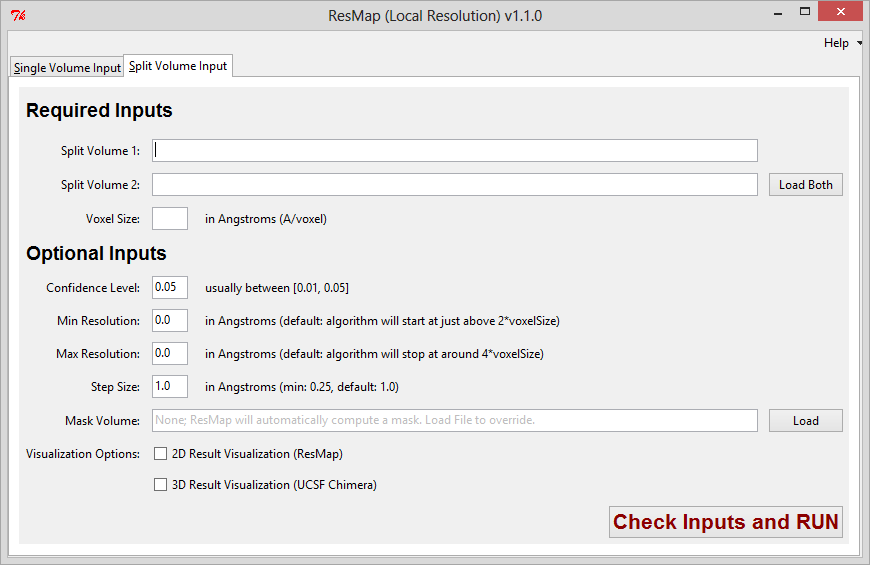 ResMap (Local Resolution) v1.1.0
Help
Single Volume Input
Split Volume Input
Required Inputs
Split Volume 1:
Split Volume 2:
Load Both
Voxel Size:
in Angstroms (A/voxel)
Optional Inputs
Confidence Level:
0.05
usually between [0.01, 0.05]
Min Resolution:
0.0
in Angstroms (default: algorithm will start at just above 2*voxelSize)
Max Resolution:
0.0
in Angstroms (default: algorithm will stop at around 4*voxelSize)
Step Size:
1.0
in Angstroms (min: 0.25, default: 1.0)
Mask Volume:
None; ResMap will automatically compute a mask. Load File to override.
Load
Visualization Options:
2D Result Visualization (ResMap)
3D Result Visualization (UCSF Chimera)
Check Inputs and RUN